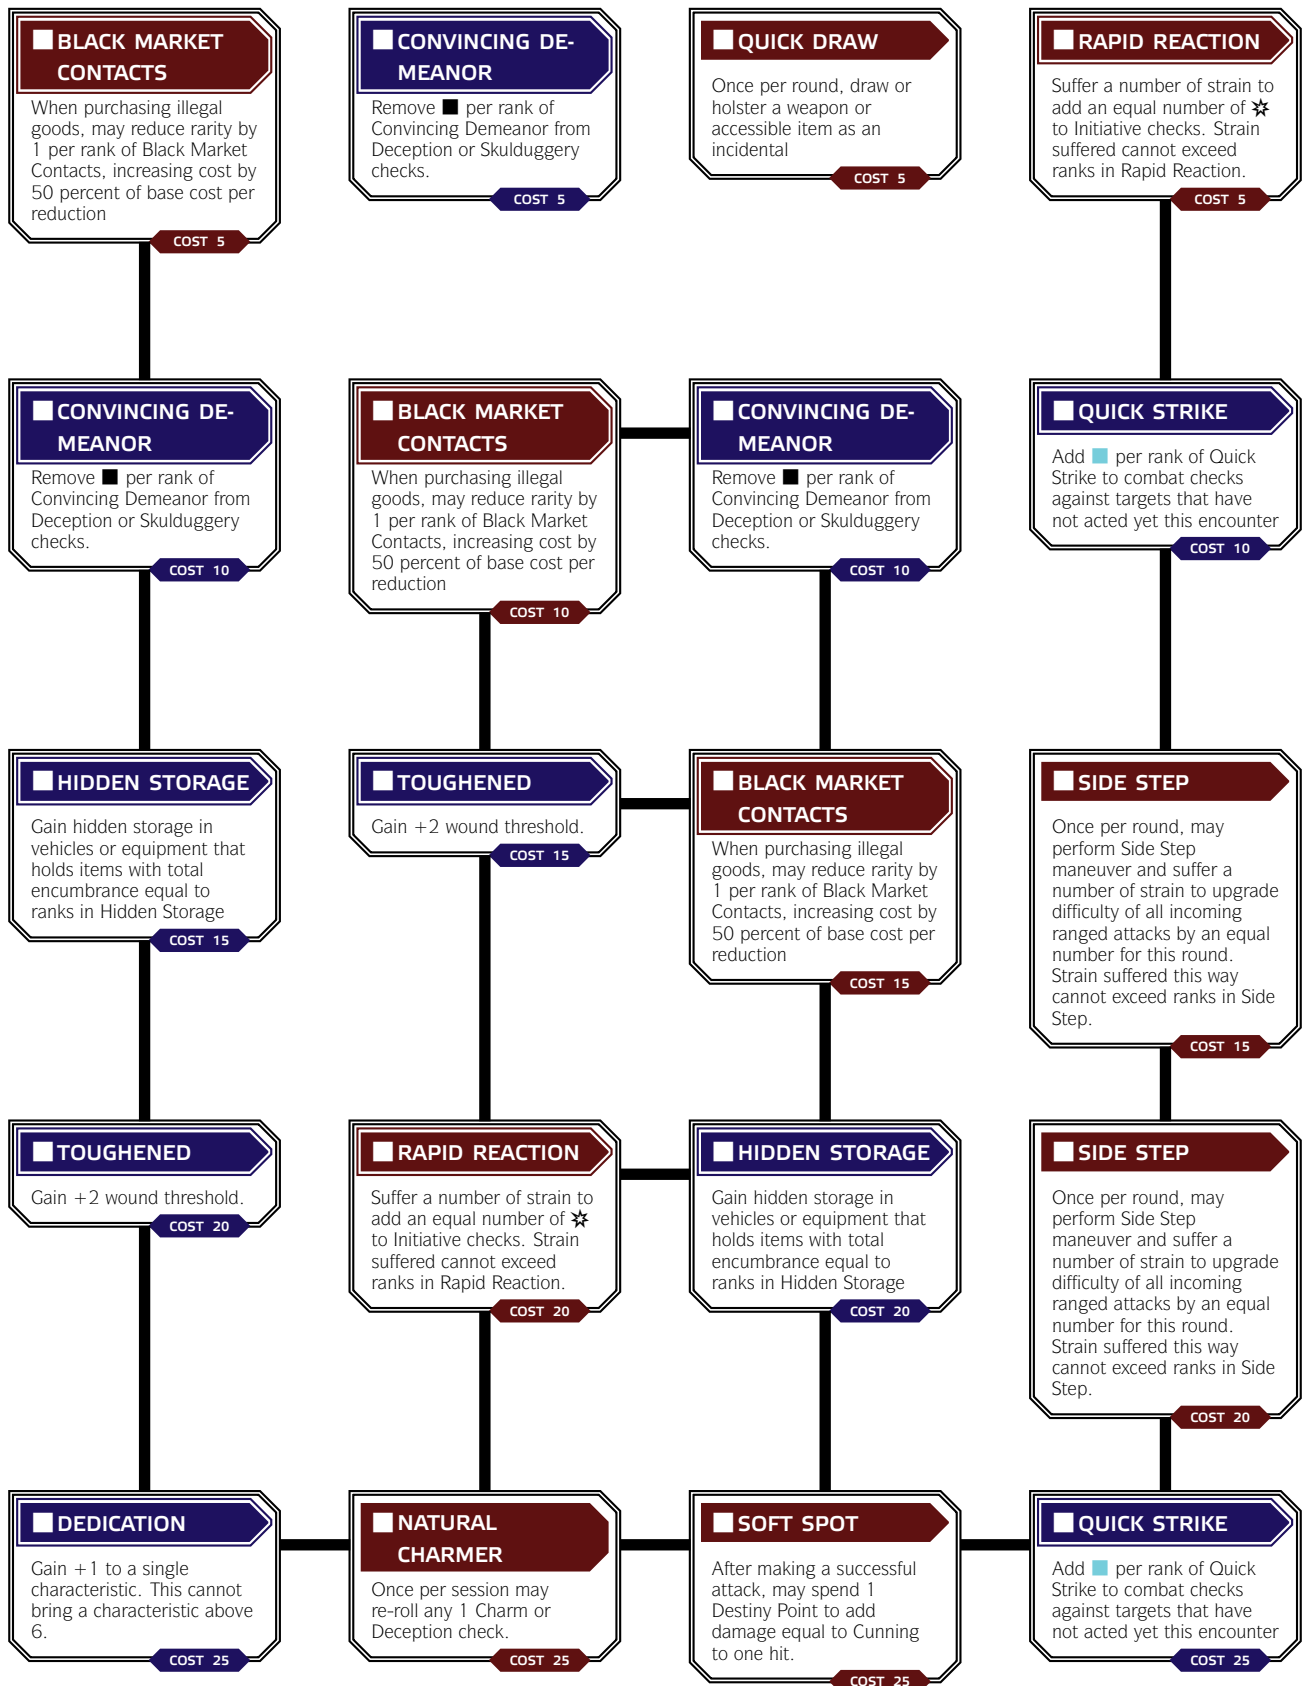 BLACK MARKET
CONTACTS
When purchasing illegal
goods, may reduce rarity by
1 per rank of Black Market
Contacts, increasing cost by
50 percent of base cost per
reduction
COST 5
CONVINCING DE-
MEANOR
Remove per rank of
Convincing Demeanor from
Deception or Skulduggery
checks.
COST 5
QUICK DRAW
Once per round, draw or
holster a weapon or
accessible item as an
incidental
COST 5
RAPID REACTION
Suffer a number of strain to
add an equal number of
to Initiative checks. Strain
suffered cannot exceed
ranks in Rapid Reaction.
COST 5
CONVINCING DE-
MEANOR
Remove per rank of
Convincing Demeanor from
Deception or Skulduggery
checks.
COST 10
BLACK MARKET
CONTACTS
When purchasing illegal
goods, may reduce rarity by
1 per rank of Black Market
Contacts, increasing cost by
50 percent of base cost per
reduction
COST 10
CONVINCING DE-
MEANOR
Remove per rank of
Convincing Demeanor from
Deception or Skulduggery
checks.
COST 10
QUICK STRIKE
Add per rank of Quick
Strike to combat checks
against targets that have
not acted yet this encounter
COST 10
HIDDEN STORAGE
Gain hidden storage in
vehicles or equipment that
holds items with total
encumbrance equal to
ranks in Hidden Storage
COST 15
TOUGHENED
Gain +2 wound threshold.
COST 15
BLACK MARKET
CONTACTS
When purchasing illegal
goods, may reduce rarity by
1 per rank of Black Market
Contacts, increasing cost by
50 percent of base cost per
reduction
COST 15
SIDE STEP
Once per round, may
perform Side Step
maneuver and suffer a
number of strain to upgrade
difficulty of all incoming
ranged attacks by an equal
number for this round.
Strain suffered this way
cannot exceed ranks in Side
Step.
COST 15
TOUGHENED
Gain +2 wound threshold.
COST 20
RAPID REACTION
Suffer a number of strain to
add an equal number of
to Initiative checks. Strain
suffered cannot exceed
ranks in Rapid Reaction.
COST 20
HIDDEN STORAGE
Gain hidden storage in
vehicles or equipment that
holds items with total
encumbrance equal to
ranks in Hidden Storage
COST 20
SIDE STEP
Once per round, may
perform Side Step
maneuver and suffer a
number of strain to upgrade
difficulty of all incoming
ranged attacks by an equal
number for this round.
Strain suffered this way
cannot exceed ranks in Side
Step.
COST 20
DEDICATION
Gain +1 to a single
characteristic. This cannot
bring a characteristic above
6.
COST 25
NATURAL
CHARMER
Once per session may
re-roll any 1 Charm or
Deception check.
COST 25
SOFT SPOT
After making a successful
attack, may spend 1
Destiny Point to add
damage equal to Cunning
to one hit.
COST 25
QUICK STRIKE
Add per rank of Quick
Strike to combat checks
against targets that have
not acted yet this encounter
COST 25